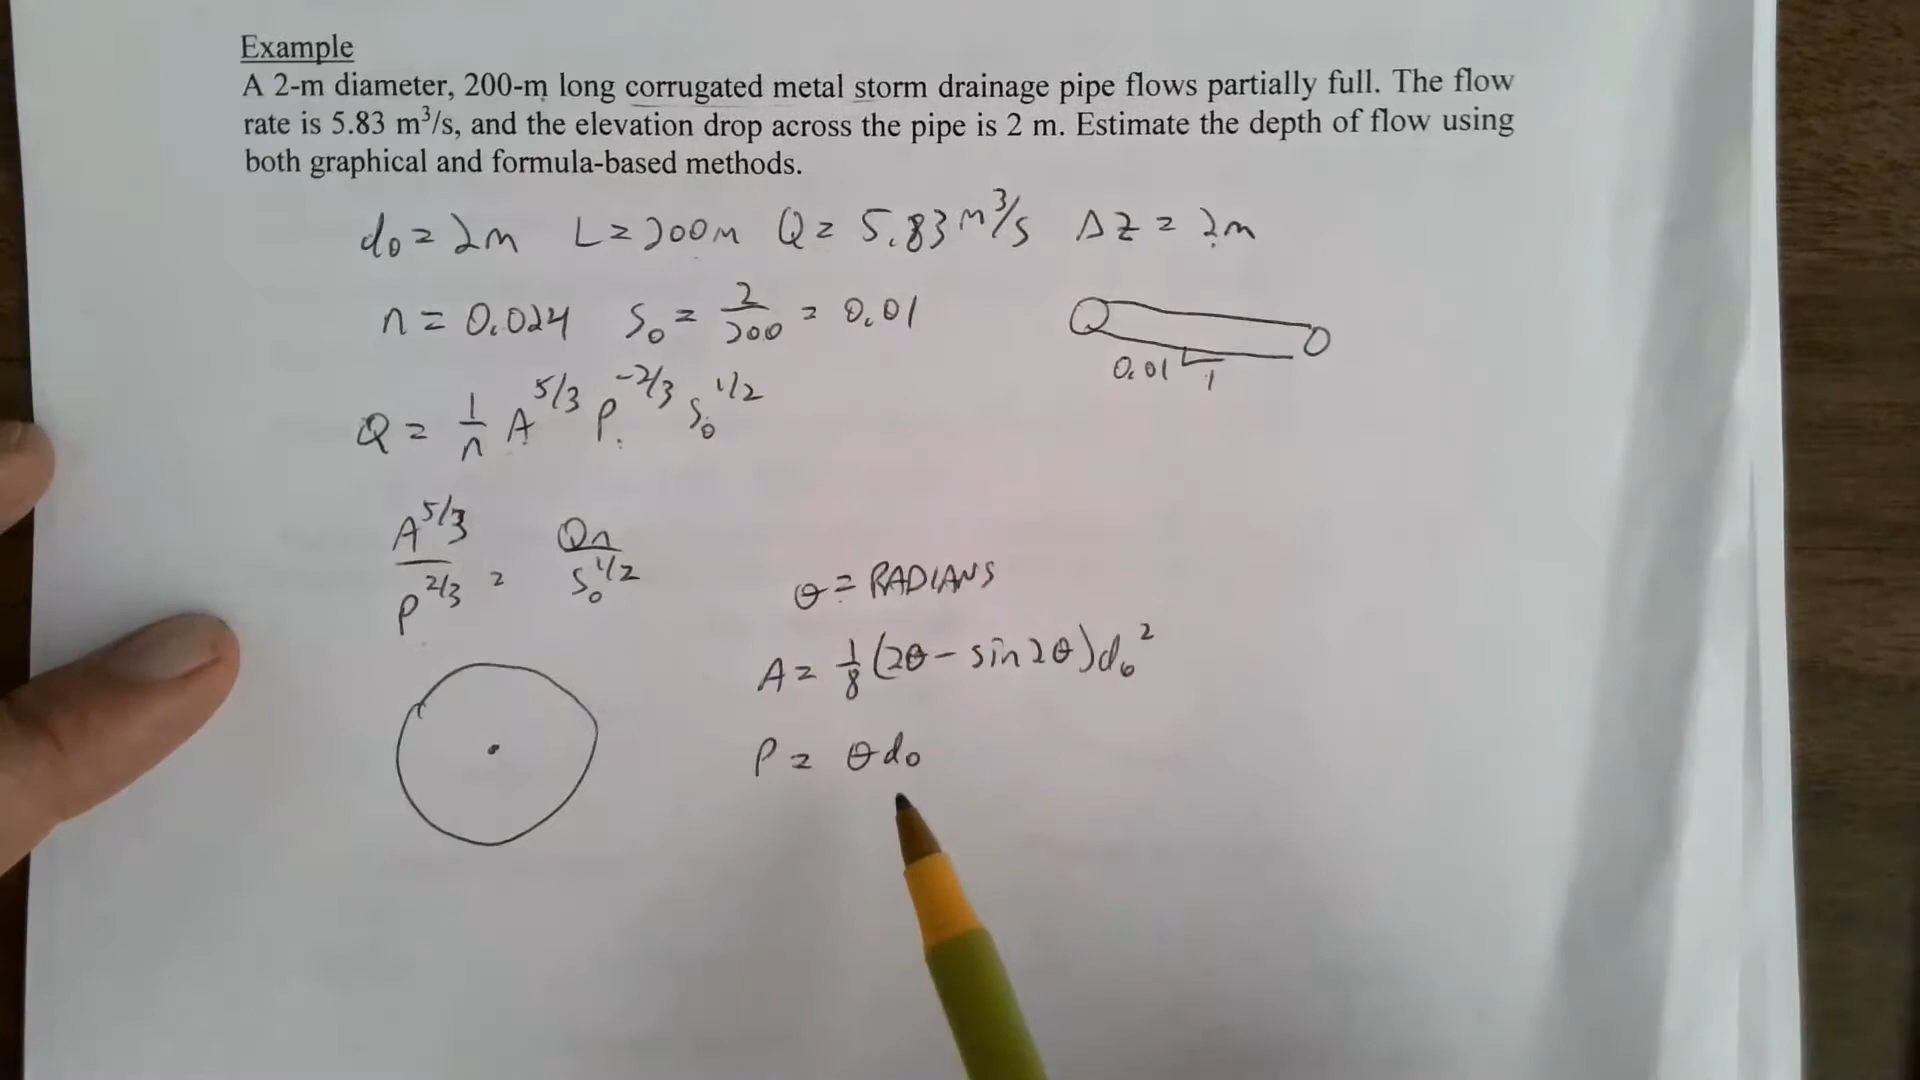 Example
A 2-m diameter, 200-m long corrugated metal storm drainage pipe flows partially full. The flow
rate is 5.83 m³/s, and the elevation drop across the pipe is 2 m. Estimate the depth of flow using
both graphical and formula-based methods.
d₀ = 2m L = 200m Q = 5.83 m³/s ΔZ = 2m
n = 0.024 S₀ = 2/200 = 0.01
0.01 1
Q = 1/n A^5/3 P^-2/3 S₀^1/2
A^5/3 / P^2/3 = Qn / S₀^1/2
θ = RADIANS
A = 1/8 (2θ - sin 2θ) d₀²
P = θ d₀